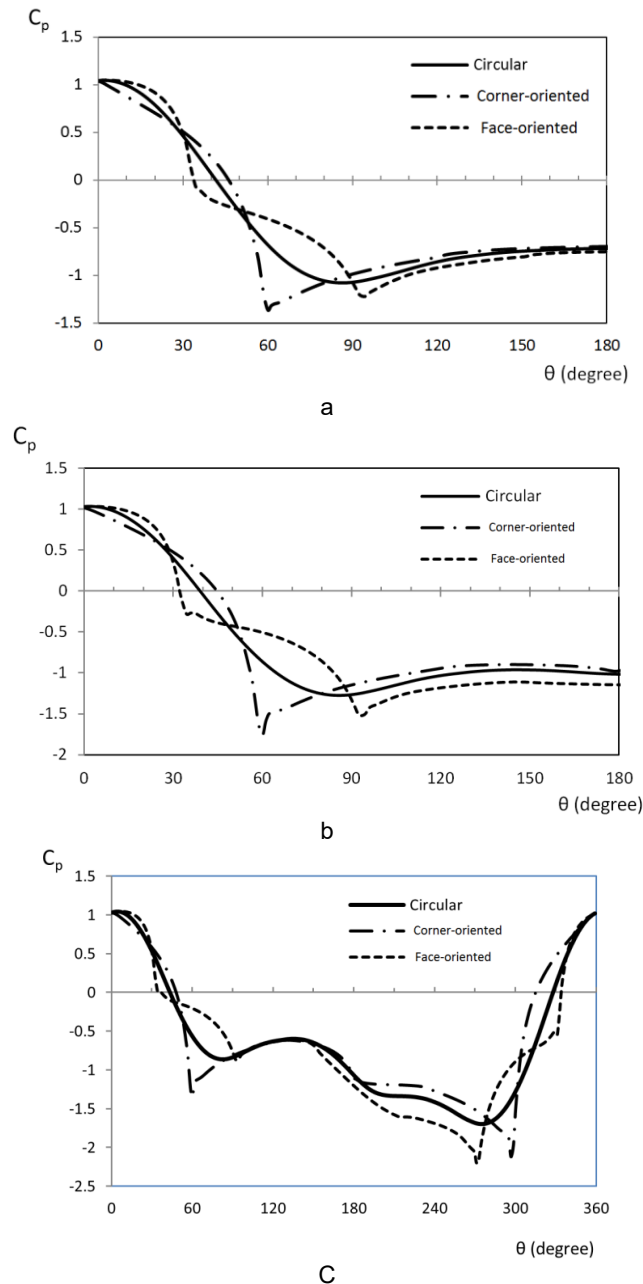 Cp
1.5
1
0.5
0
-0.5
-1
-1.5
Circular
Corner-oriented
Face-oriented
0 30 60 90 120 150 180
θ (degree)
a
Cp
1.5
1
0.5
0
-0.5
-1
-1.5
-2
Circular
Corner-oriented
Face-oriented
0 30 60 90 120 150 180
θ (degree)
b
Cp
1.5
1
0.5
0
-0.5
-1
-1.5
-2
-2.5
Circular
Corner-oriented
Face-oriented
0 60 120 180 240 300 360
θ (degree)
C